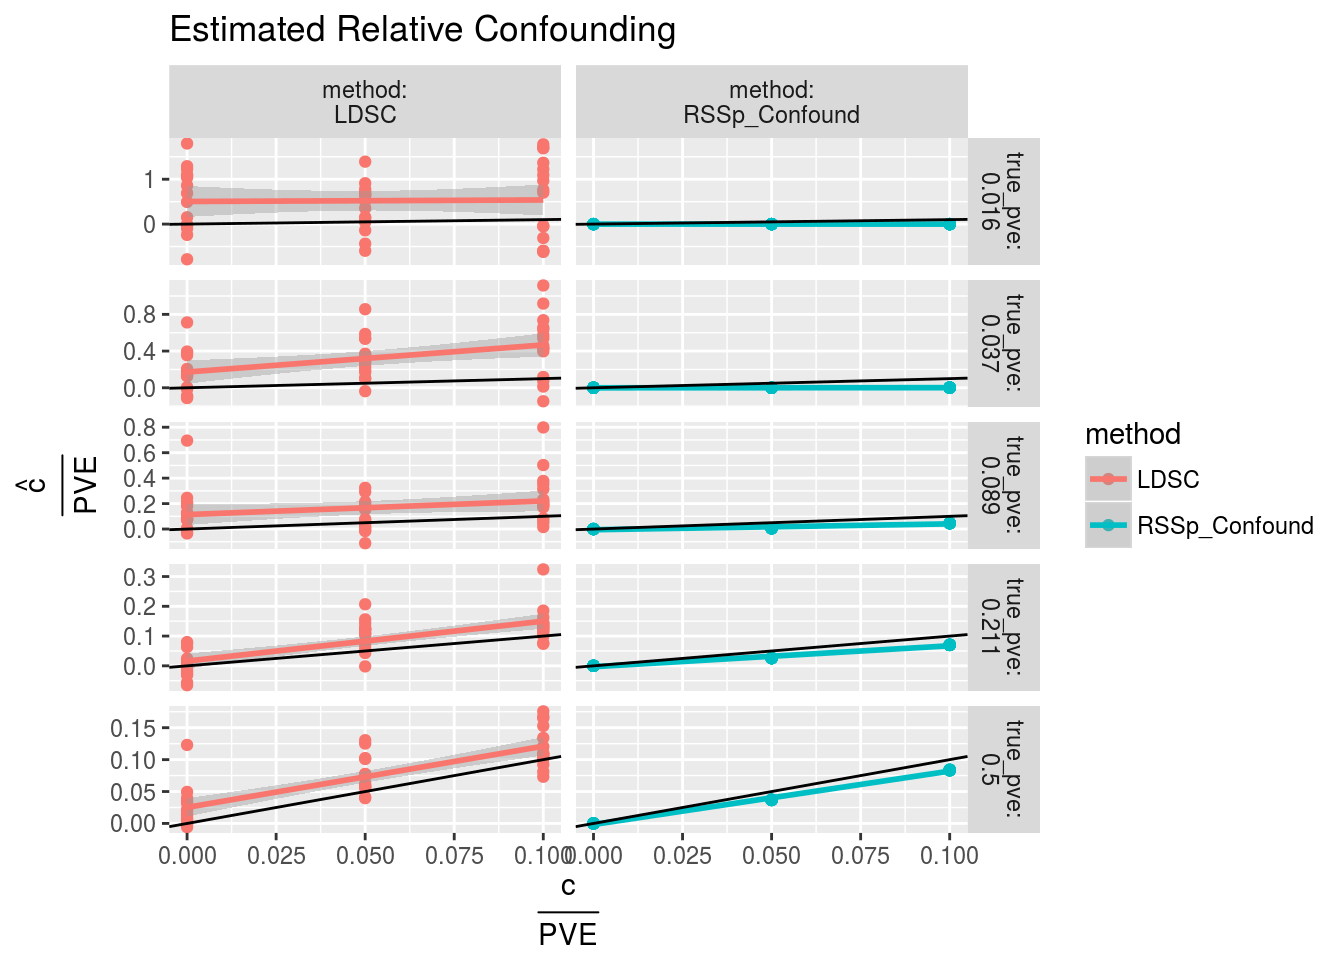 Estimated Relative Confounding
method:
LDSC
method:
RSSp_Confound
1
0
true_pve:
0.016
0.8
0.4
0.0
true_pve:
0.037
0.8
0.6
0.4
0.2
0.0
true_pve:
0.089
0.3
0.2
0.1
0.0
true_pve:
0.211
0.15
0.10
0.05
0.00
true_pve:
0.5
0.000 0.025 0.050 0.075 0.100 0.000 0.025 0.050 0.075 0.100
c
PVE
ĉ
PVE
method
LDSC
RSSp_Confound